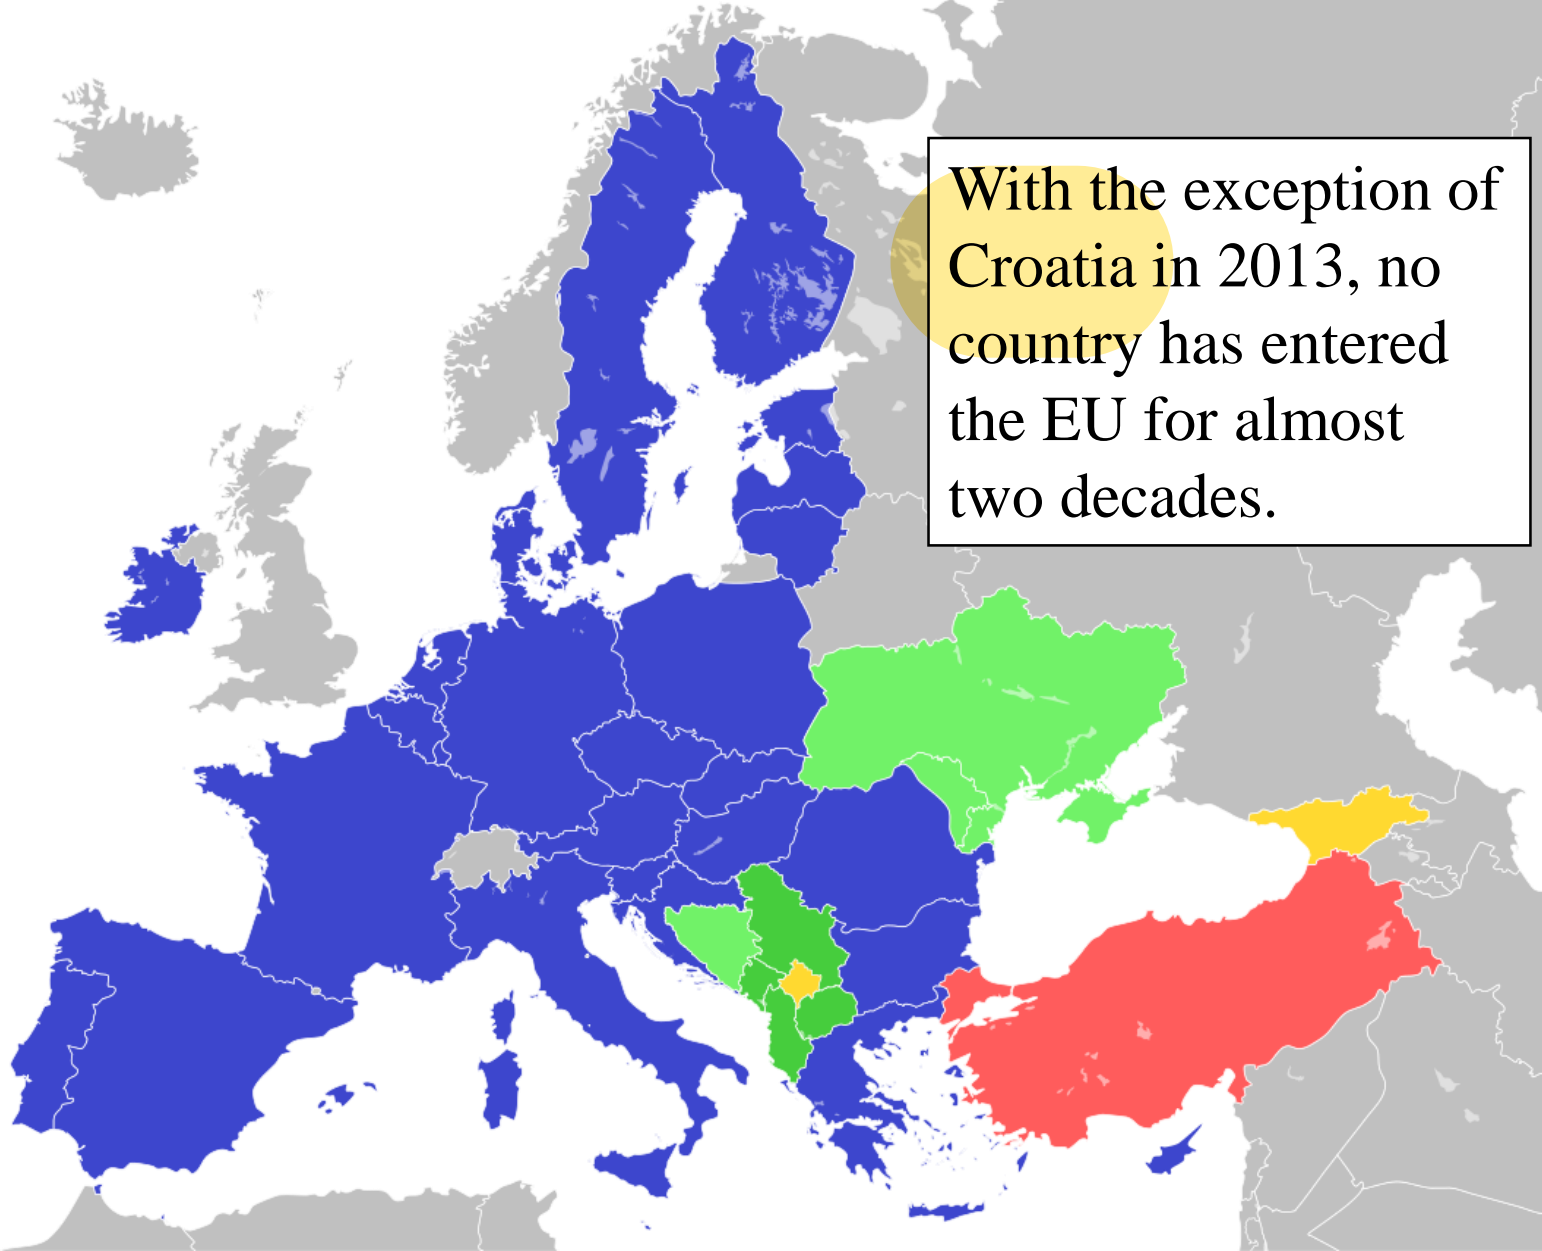 With the exception of
Croatia in 2013, no
country has entered
the EU for almost
two decades.